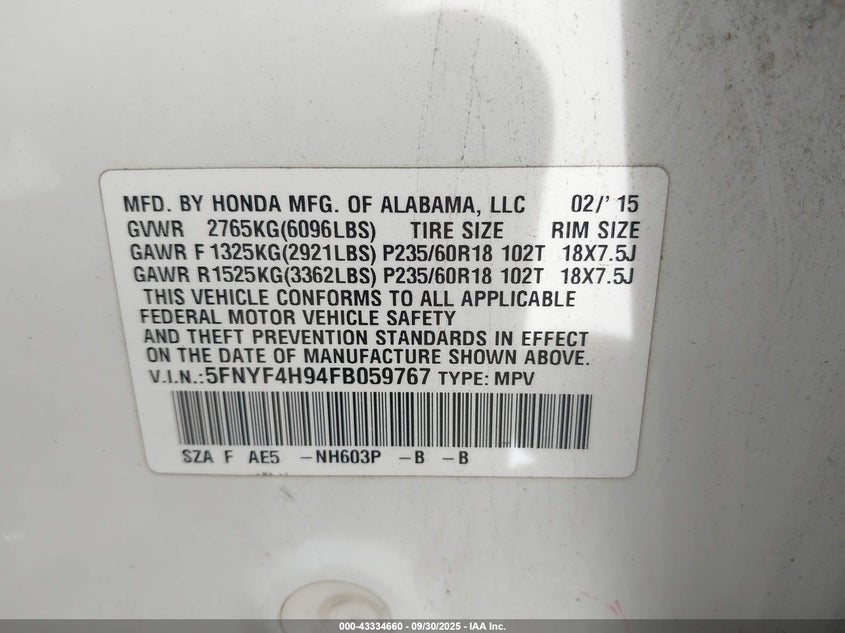 MFD. BY HONDA MFG. OF ALABAMA, LLC 02/' 15
GVWR 2765KG(6096LBS) TIRE SIZE RIM SIZE
GAWR F 1325KG(2921LBS) P235/60R18 102T 18X7.5J
GAWR R1525KG(3362LBS) P235/60R18 102T 18X7.5J
THIS VEHICLE CONFORMS TO ALL APPLICABLE
FEDERAL MOTOR VEHICLE SAFETY
AND THEFT PREVENTION STANDARDS IN EFFECT
ON THE DATE OF MANUFACTURE SHOWN ABOVE.
V.I.N.:5FNYF4H94FB059767 TYPE: MPV
SZA F AE5 -NH603P -B -B
000-43334660 - 09/30/2025 - IAA Inc.